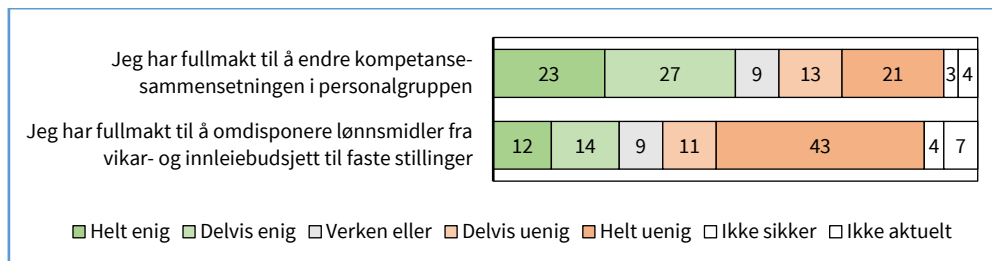 Jeg har fullmakt til å endre kompetanse-
sammensetningen i personalgruppen
23 27 9 13 21 3 4
Jeg har fullmakt til å omdisponere lønnsmidler fra
vikar- og innleiebudsjett til faste stillinger
12 14 9 11 43 4 7
Helt enig Delvis enig Verken eller Delvis uenig Helt uenig Ikke sikker Ikke aktuelt